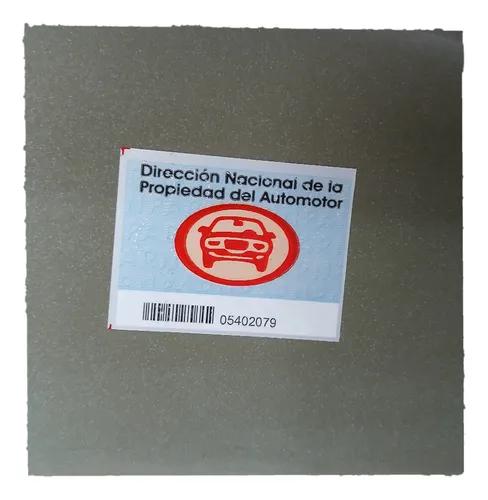 Dirección Nacional de la
Propiedad del Automotor
05402079